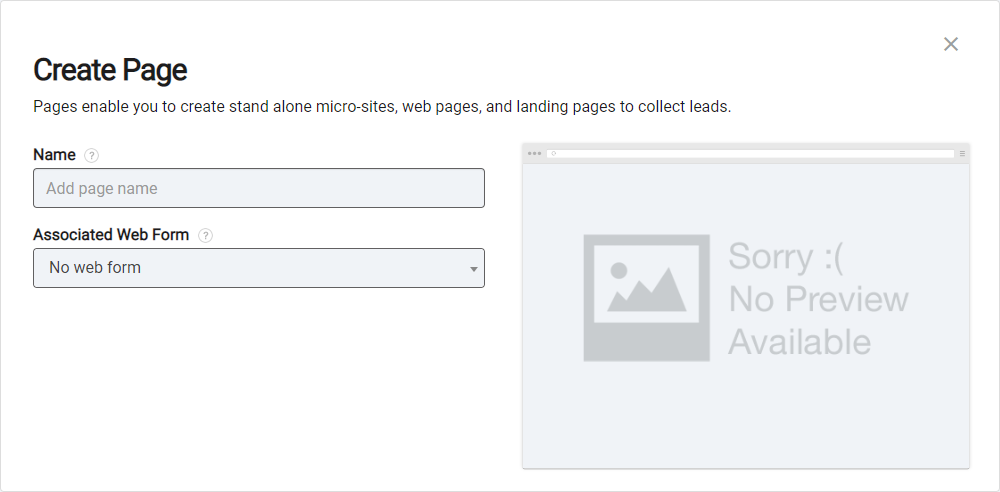 Create Page
Pages enable you to create stand alone micro-sites, web pages, and landing pages to collect leads.
Name ?
Add page name
Associated Web Form ?
No web form
Sorry :(
No Preview
Available